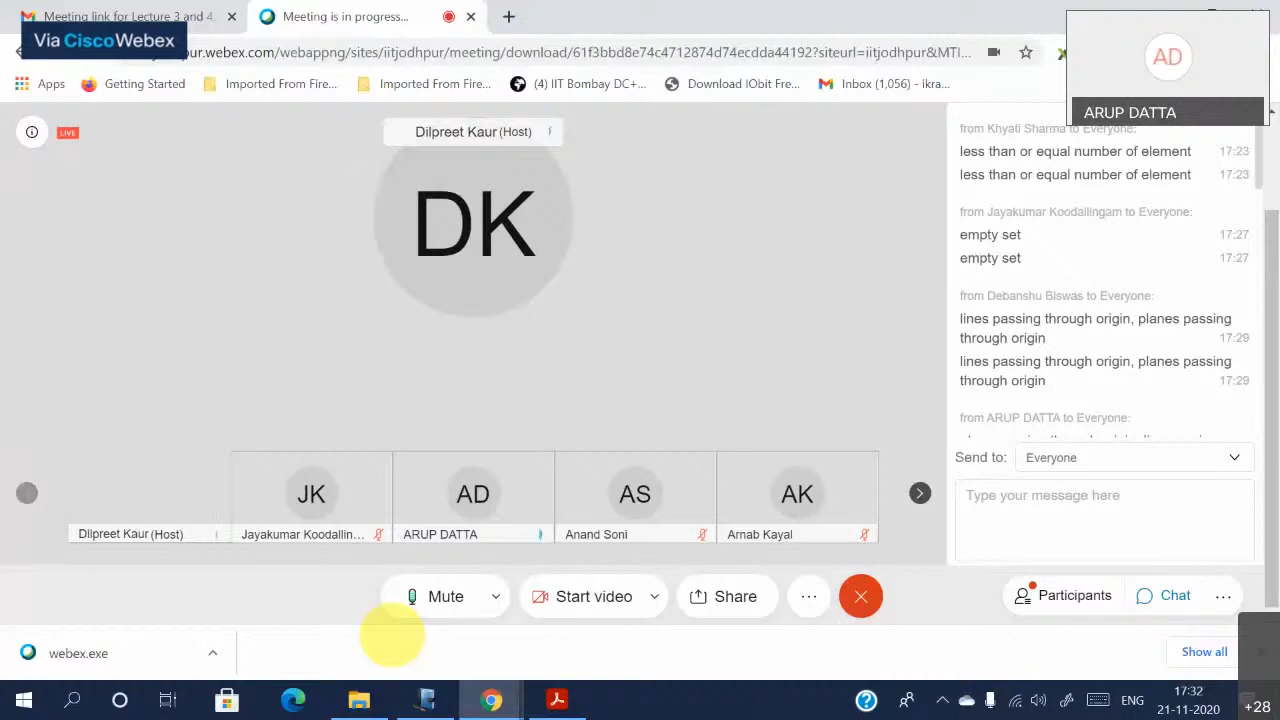 Meeting link for Lecture 3 and 4
Meeting is in progress...
Via CiscoWebex
pur.webex.com/webappng/sites/iitjodhpur/meeting/download/61f3bbd8e74c4712874d74ecdda44192?siteurl=iitjodhpur&MTI...
AD
ARUP DATTA
Apps
Getting Started
Imported From Fire...
Imported From Fire...
(4) IIT Bombay DC+...
Download IObit Fre...
Inbox (1,056) - ikra...
LIVE
Dilpreet Kaur (Host)
DK
from Khyati Sharma to Everyone:
less than or equal number of element 17:23
less than or equal number of element 17:23
from Jayakumar Koodallingam to Everyone:
empty set 17:27
empty set 17:27
from Debanshu Biswas to Everyone:
lines passing through origin, planes passing
through origin 17:29
lines passing through origin, planes passing
through origin 17:29
from ARUP DATTA to Everyone:
Send to: Everyone
Type your message here
JK
AD
AS
AK
Dilpreet Kaur (Host)
Jayakumar Koodallin...
ARUP DATTA
Anand Soni
Arnab Kayal
Mute
Start video
Share
Participants
Chat
webex.exe
Show all
ENG
17:32
21-11-2020
+28